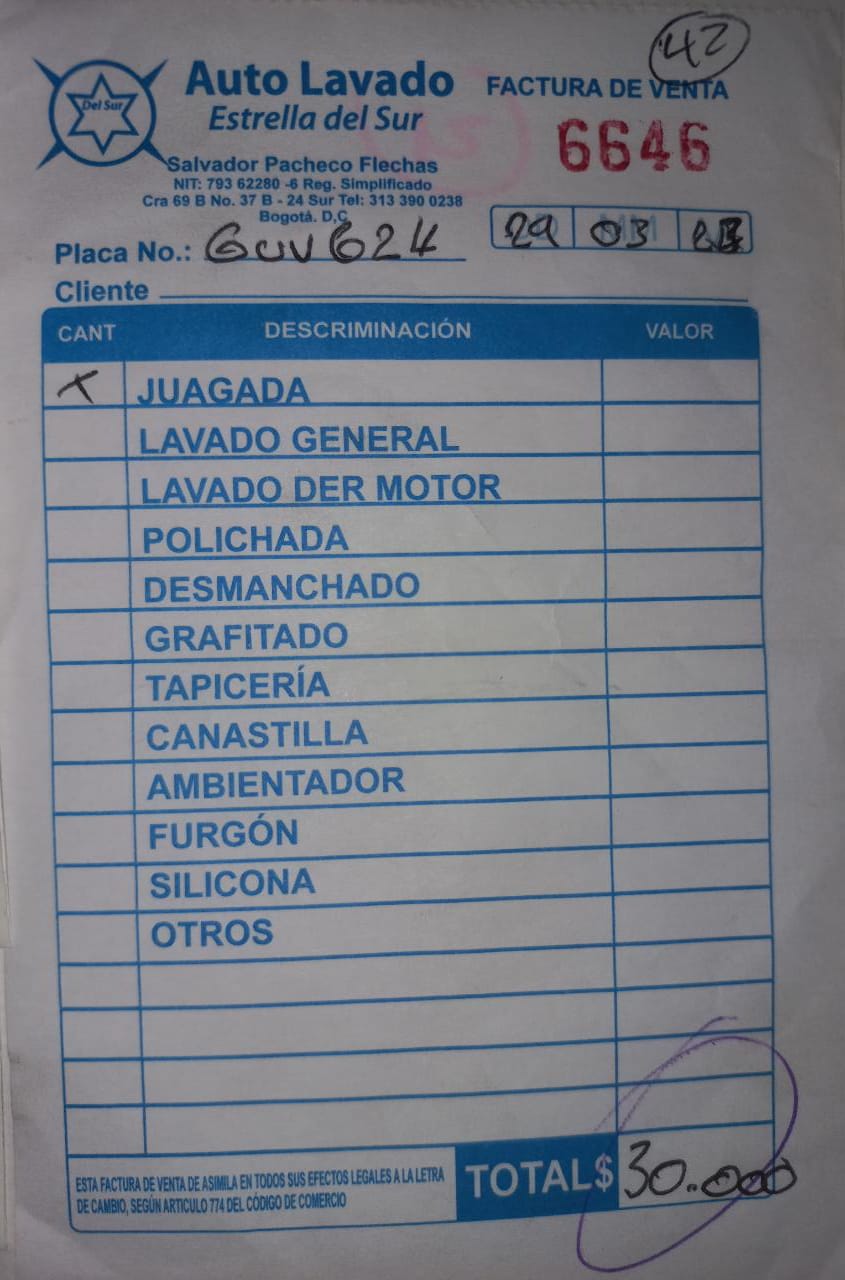 42
Del Sur
Auto Lavado
Estrella del Sur
FACTURA DE VENTA
6646
Salvador Pacheco Flechas
NIT: 793 62280 -6 Reg. Simplificado
Cra 69 B No. 37 B - 24 Sur Tel: 313 390 0238
Bogotá. D,C
Placa No.: GUV624
29 03
Cliente
CANT DESCRIMINACIÓN VALOR
X JUAGADA
LAVADO GENERAL
LAVADO DER MOTOR
POLICHADA
DESMANCHADO
GRAFITADO
TAPICERÍA
CANASTILLA
AMBIENTADOR
FURGÓN
SILICONA
OTROS
ESTA FACTURA DE VENTA DE ASIMILA EN TODOS SUS EFECTOS LEGALES A LA LETRA
DE CAMBIO, SEGÚN ARTICULO 774 DEL CÓDIGO DE COMERCIO
TOTAL$ 30.000